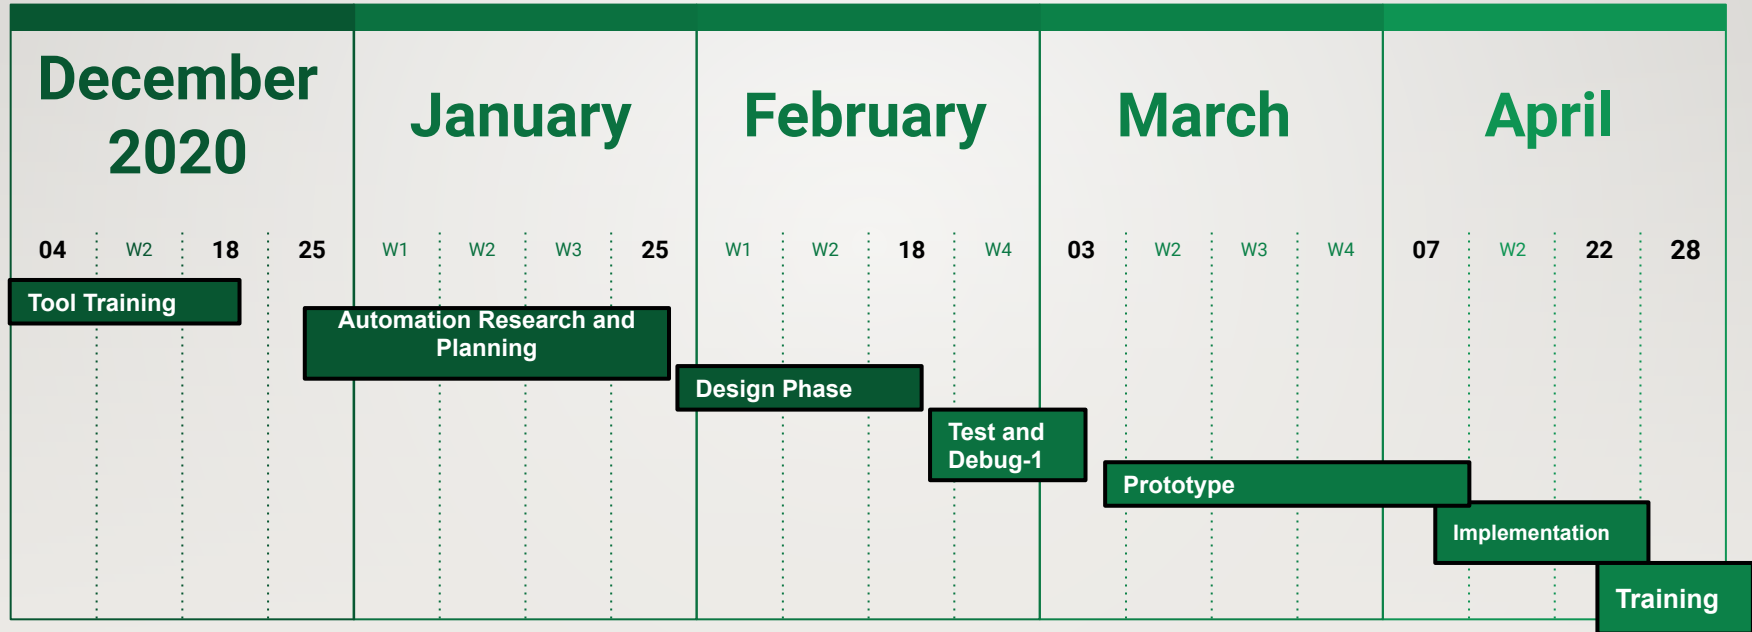 December
2020
January
February
March
April
04 W2 18 25 W1 W2 W3 25 W1 W2 18 W4 03 W2 W3 W4 07 W2 22 28
Tool Training
Automation Research and
Planning
Design Phase
Test and
Debug-1
Prototype
Implementation
Training